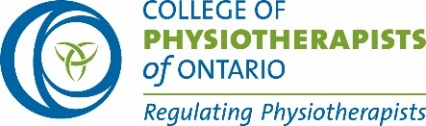 COLLEGE OF
PHYSIOTHERAPISTS
of ONTARIO
Regulating Physiotherapists